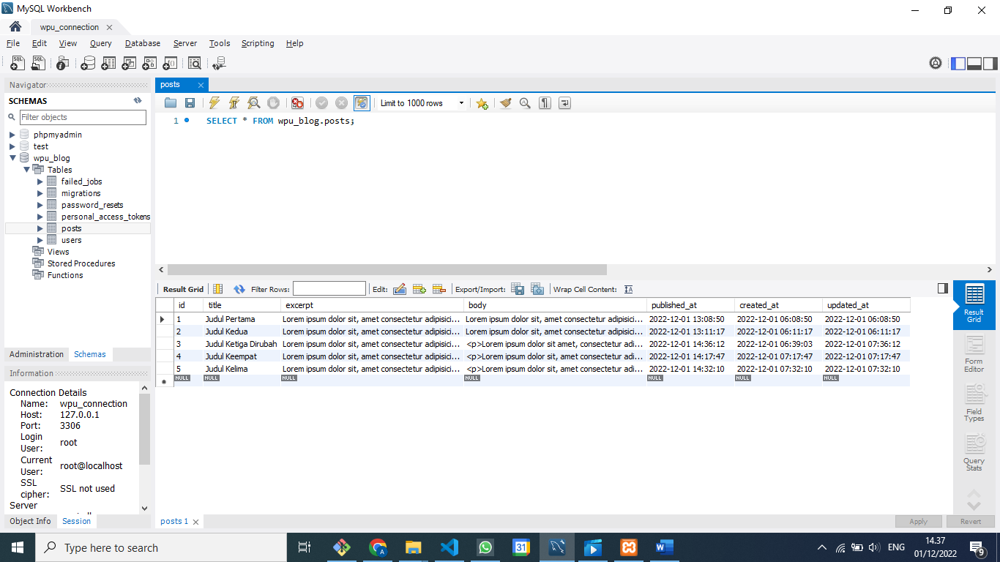 MySQL Workbench
wpu_connection
File Edit View Query Database Server Tools Scripting Help
Navigator
SCHEMAS
Filter objects
phpmyadmin
test
wpu_blog
Tables
failed_jobs
migrations
password_resets
personal_access_tokens
posts
users
Views
Stored Procedures
Functions
Administration Schemas
Information
Connection Details
Name: wpu_connection
Host: 127.0.0.1
Port: 3306
Login User: root
Current User: root@localhost
SSL cipher: SSL not used
Server
Object Info Session
posts
Limit to 1000 rows
1 SELECT * FROM wpu_blog.posts;
Result Grid Filter Rows: Edit: Export/Import: Wrap Cell Content:
id title excerpt body published_at created_at updated_at
1 Judul Pertama Lorem ipsum dolor sit, amet consectetur adipisici... Lorem ipsum dolor sit, amet consectetur adipisici... 2022-12-01 13:08:50 2022-12-01 06:08:50 2022-12-01 06:08:50
2 Judul Kedua Lorem ipsum dolor sit, amet consectetur adipisici... Lorem ipsum dolor sit, amet consectetur adipisici... 2022-12-01 13:11:17 2022-12-01 06:11:17 2022-12-01 06:11:17
3 Judul Ketiga Dirubah Lorem ipsum dolor sit, amet consectetur adipisici... <p>Lorem ipsum dolor sit amet, consectetur adi... 2022-12-01 14:36:12 2022-12-01 06:39:03 2022-12-01 07:36:12
4 Judul Keempat Lorem ipsum dolor sit, amet consectetur adipisici... <p>Lorem ipsum dolor sit, amet consectetur adi... 2022-12-01 14:17:47 2022-12-01 07:17:47 2022-12-01 07:17:47
5 Judul Kelima Lorem ipsum dolor sit, amet consectetur adipisici... <p>Lorem ipsum dolor sit, amet consectetur adi... 2022-12-01 14:32:10 2022-12-01 07:32:10 2022-12-01 07:32:10
NULL NULL NULL NULL NULL NULL NULL
Result Grid
Form Editor
Field Types
Query Stats
posts 1
Apply Revert
Type here to search
31
ENG
14.37
01/12/2022
9